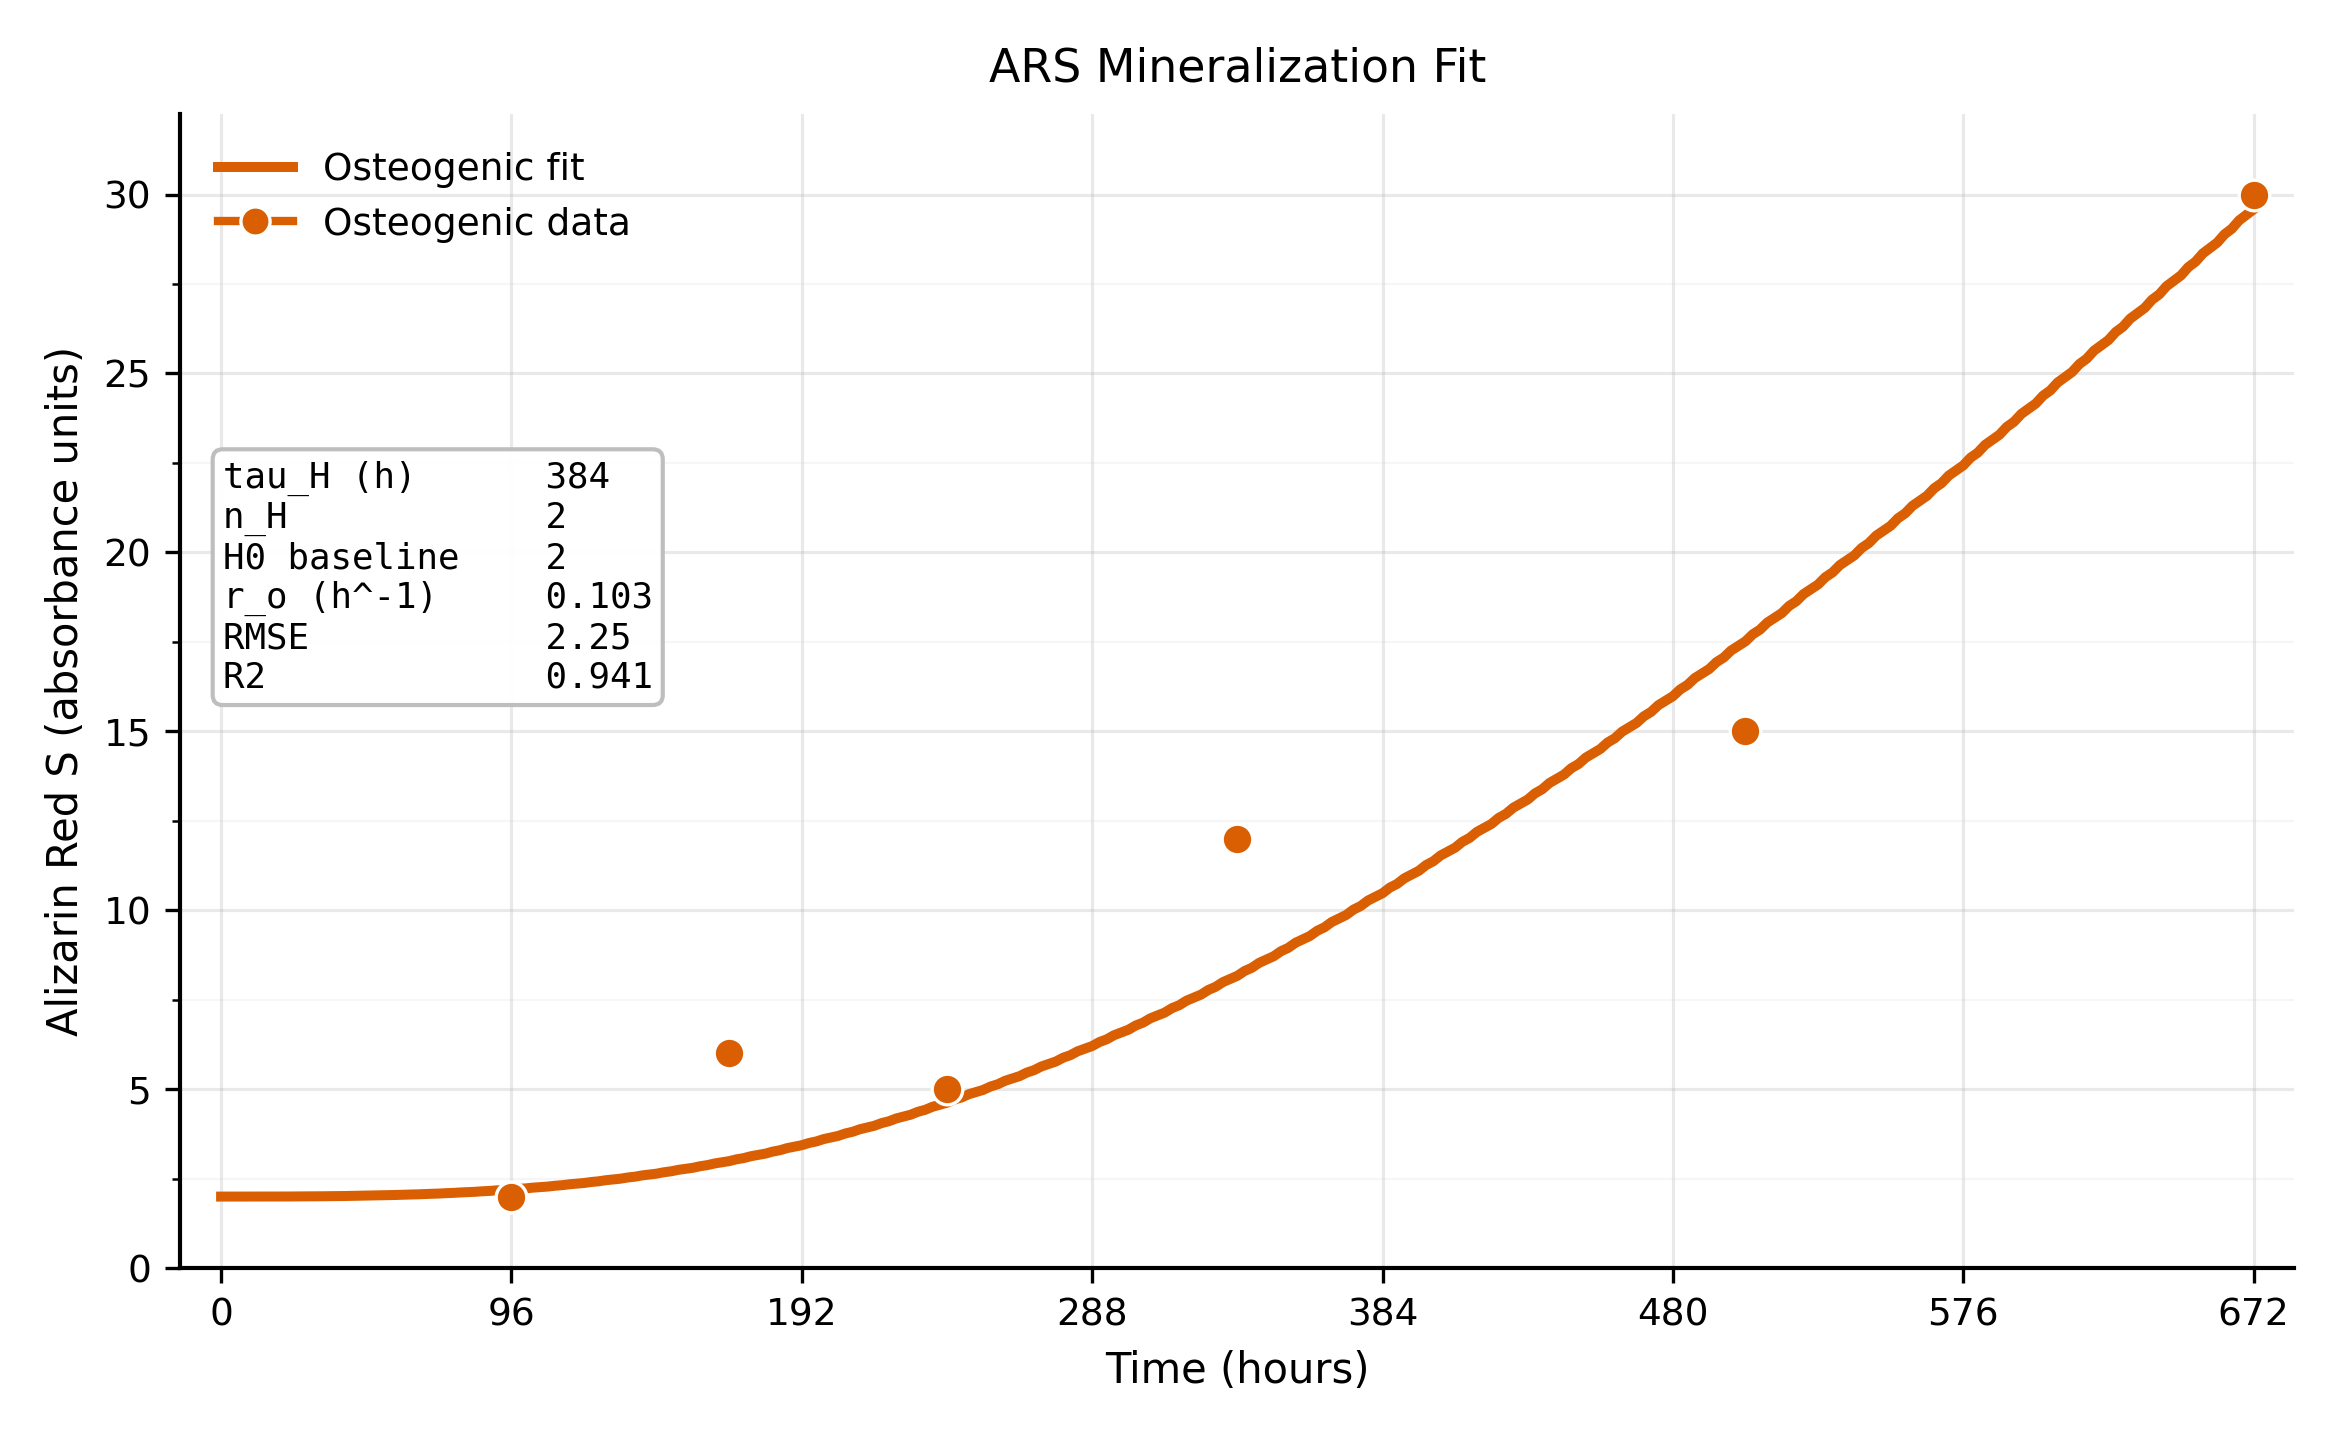 ARS Mineralization Fit
Osteogenic fit
Osteogenic data
30
25
20
15
10
5
0
Alizarin Red S (absorbance units)
tau_H (h) 384
n_H 2
H0 baseline 2
r_o (h^-1) 0.103
RMSE 2.25
R2 0.941
0 96 192 288 384 480 576 672
Time (hours)